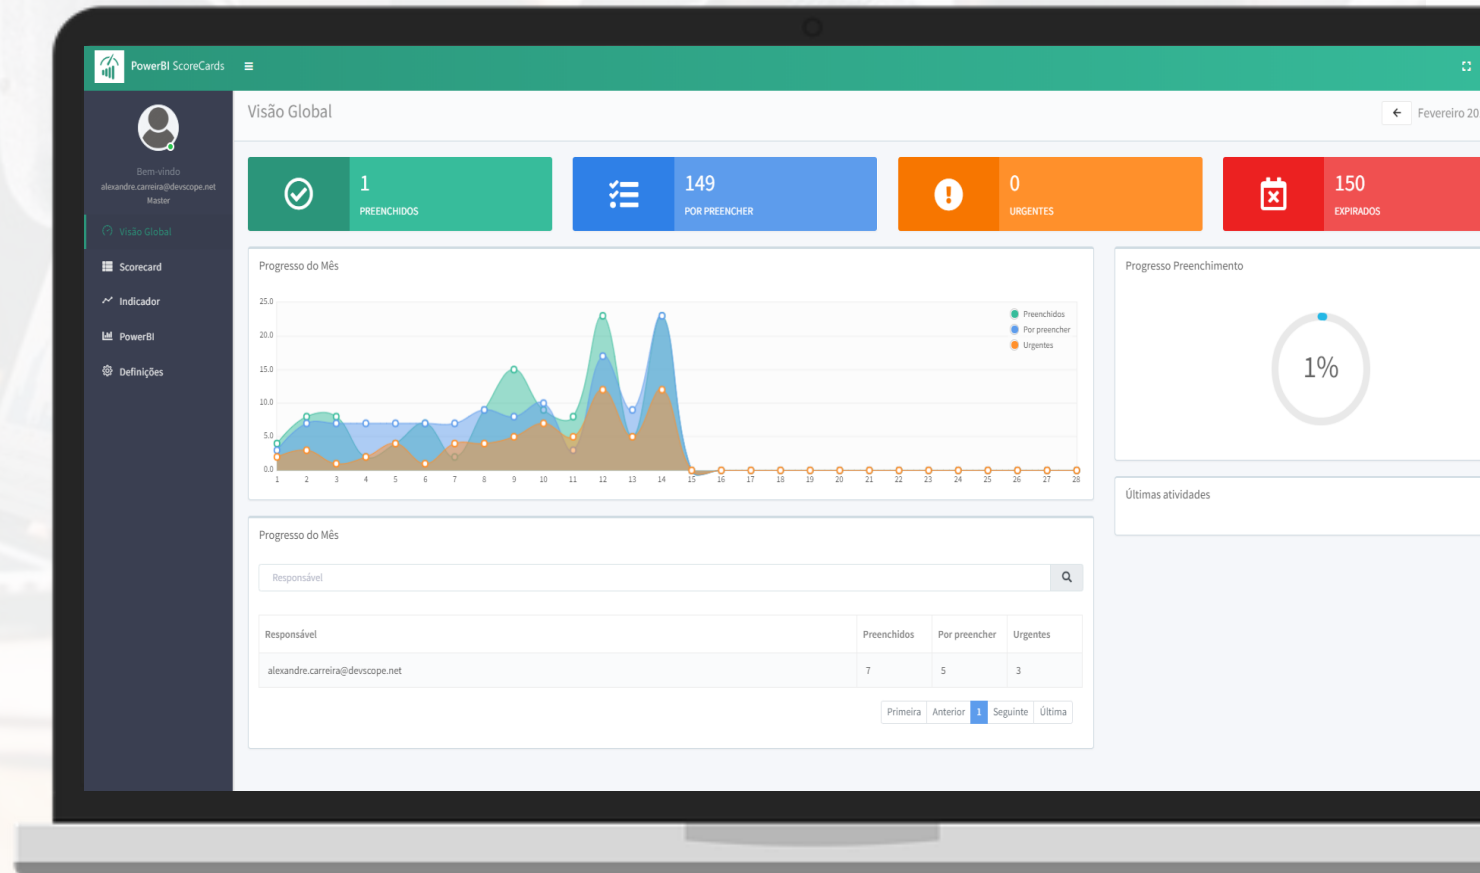 PowerBI ScoreCards
Visão Global
Fevereiro 20
Bem-vindo
alexandre.carreira@devscope.net
Master
Visão Global
Scorecard
Indicador
PowerBI
Definições
1
PREENCHIDOS
149
POR PREENCHER
0
URGENTES
150
EXPIRADOS
Progresso do Mês
25.0
20.0
15.0
10.0
5.0
0.0
1 2 3 4 5 6 7 8 9 10 11 12 13 14 15 16 17 18 19 20 21 22 23 24 25 26 27 28
Preenchidos
Por preencher
Urgentes
Progresso Preenchimento
1%
Últimas atividades
Progresso do Mês
Responsável
Responsável Preenchidos Por preencher Urgentes
alexandre.carreira@devscope.net 7 5 3
Primeira Anterior 1 Seguinte Última